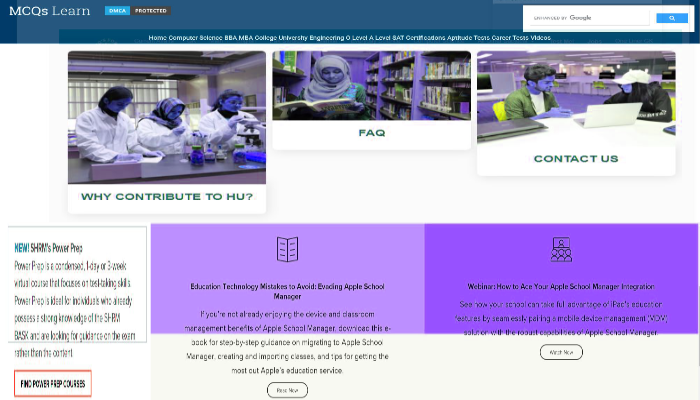 MCQs Learn
DMCA PROTECTED
ENHANCED BY Google
Home Computer Science BBA MBA College University Engineering O Level A Level SAT Certifications Aptitude Tests Career Tests Videos
WHY CONTRIBUTE TO HU?
FAQ
CONTACT US
NEW! SHRM's Power Prep
Power Prep is a condensed, 1-day or 3-week
virtual course that focuses on test-taking skills.
Power Prep is ideal for individuals who already
possess a strong knowledge of the SHRM
BASK and are looking for guidance on the exam
rather than the content.
FIND POWER PREP COURSES
Education Technology Mistakes to Avoid: Evading Apple School
Manager
If you're not already enjoying the device and classroom
management benefits of Apple School Manager, download this e-
book for step-by-step guidance on migrating to Apple School
Manager, creating and importing classes, and tips for getting the
most out Apple's education service.
Read Now
Webinar: How to Ace Your Apple School Manager Integration
See how your school can take full advantage of iPad's education
features by seamlessly pairing a mobile device management (MDM)
solution with the robust capabilities of Apple School Manager.
Watch Now